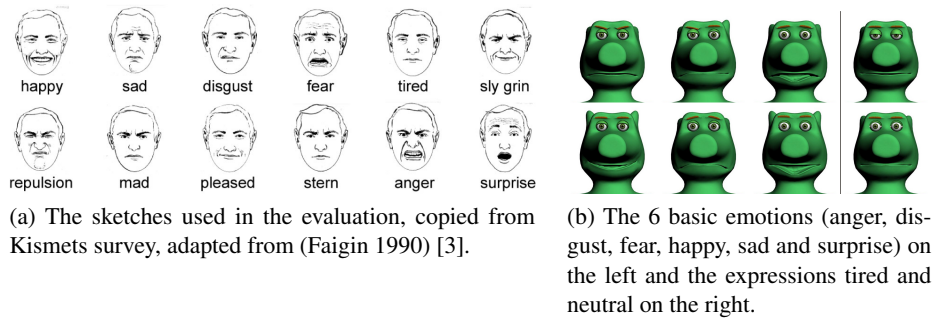 happy sad disgust fear tired sly grin
repulsion mad pleased stern anger surprise
(a) The sketches used in the evaluation, copied from
Kismets survey, adapted from (Faigin 1990) [3].
(b) The 6 basic emotions (anger, dis-
gust, fear, happy, sad and surprise) on
the left and the expressions tired and
neutral on the right.